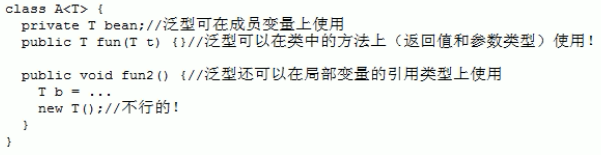 class A<T> {
  private T bean;//泛型可在成员变量上使用
  public T fun(T t) {}//泛型可以在类中的方法上（返回值和参数类型）使用！
  public void fun2() {//泛型还可以在局部变量的引用类型上使用
    T b = ...
    new T();//不行的！
  }
}